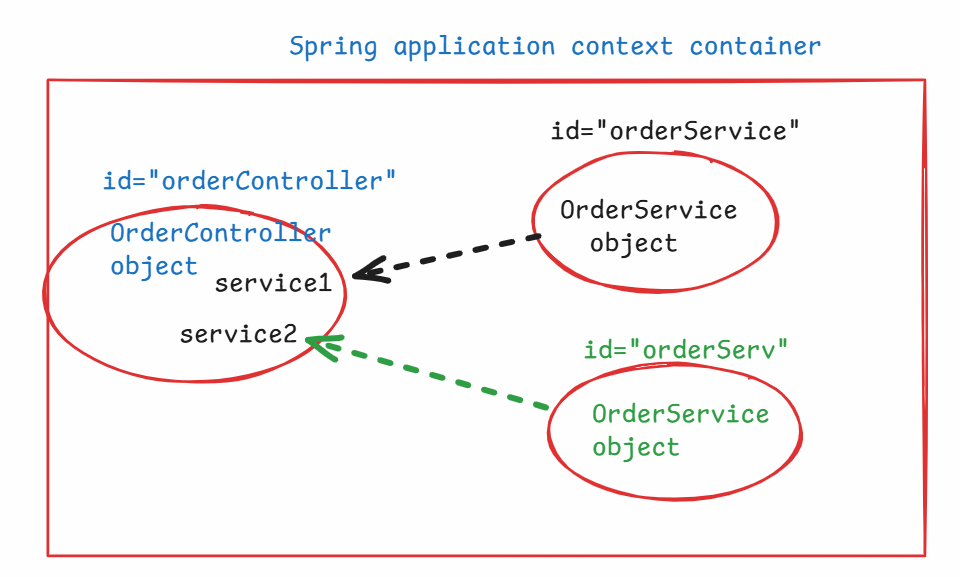 Spring application context container
id="orderService"
id="orderController"
OrderService
object
OrderController
object
service1
service2
id="orderServ"
OrderService
object